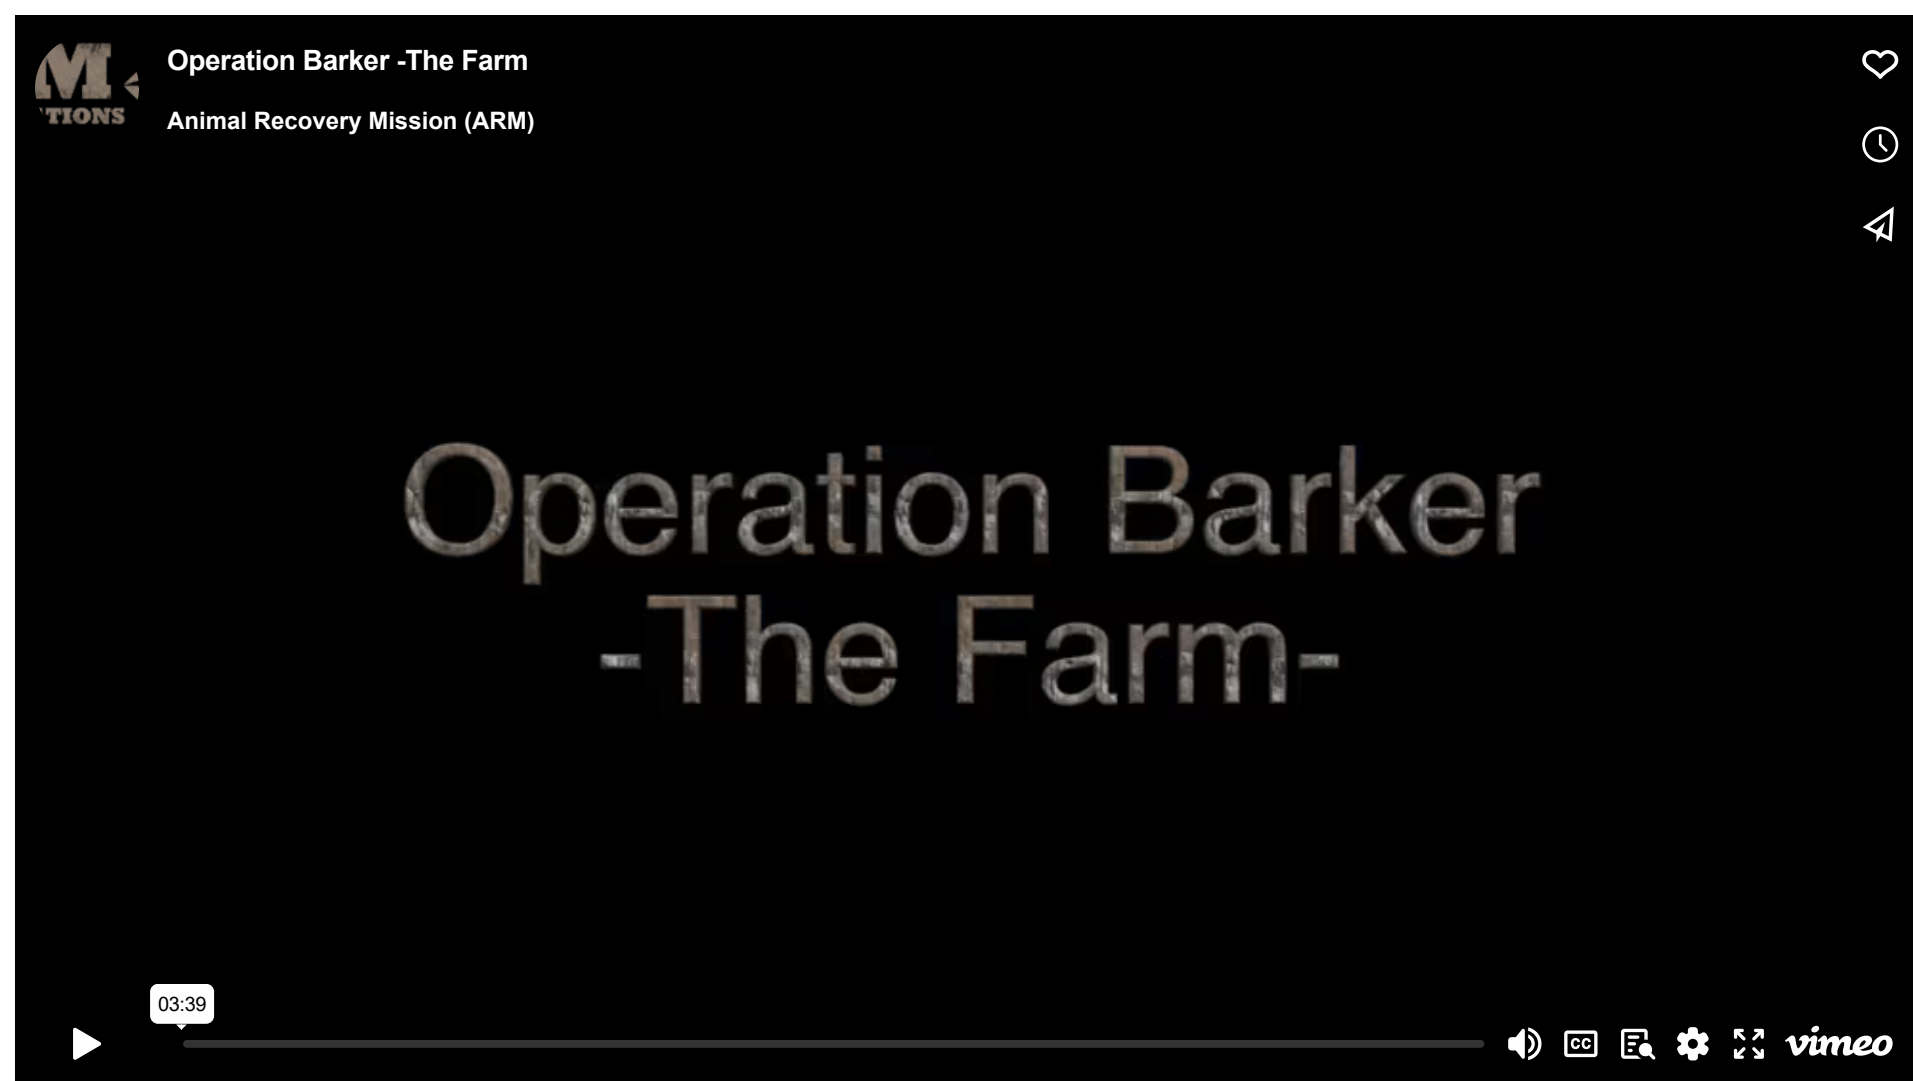 Operation Barker -The Farm
Animal Recovery Mission (ARM)
M
TIONS
Operation Barker
-The Farm-
03:39
CC
vimeo